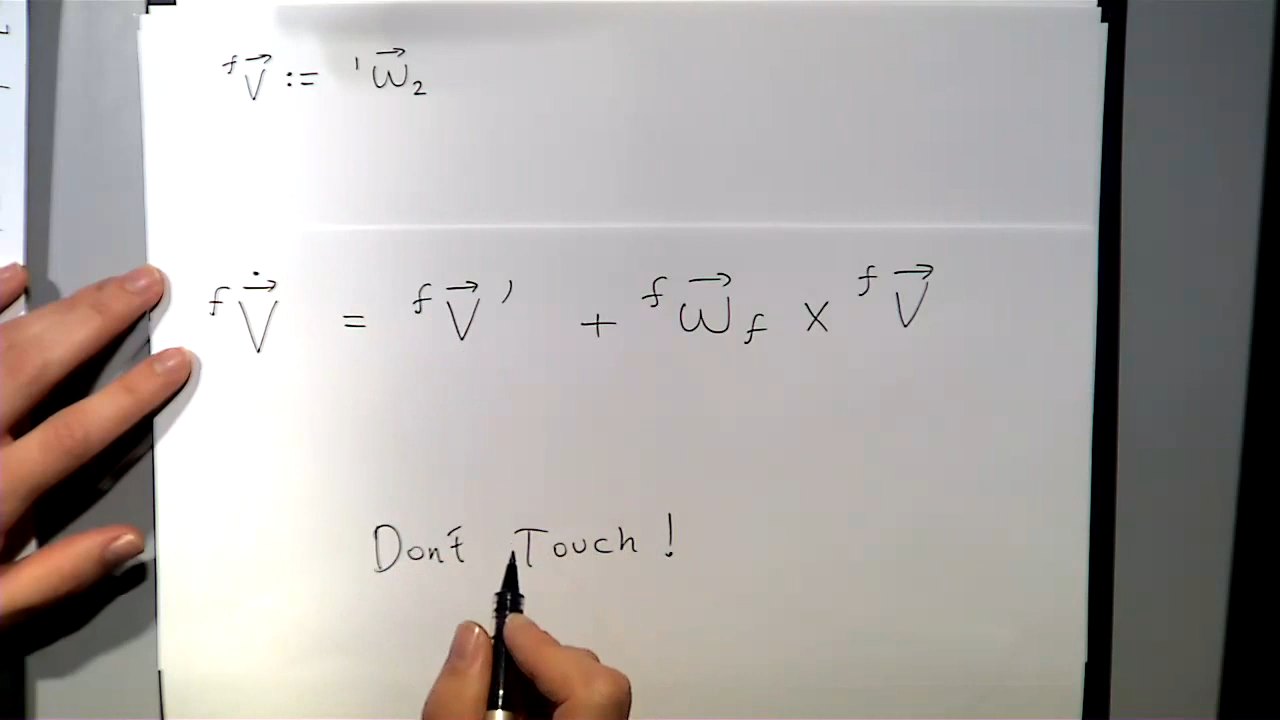 ᶠV⃗ := ¹ω⃗₂
ᶠV⃗̇ = ᶠV⃗ ′ + ᶠω⃗_f × ᶠV⃗
Don't Touch!